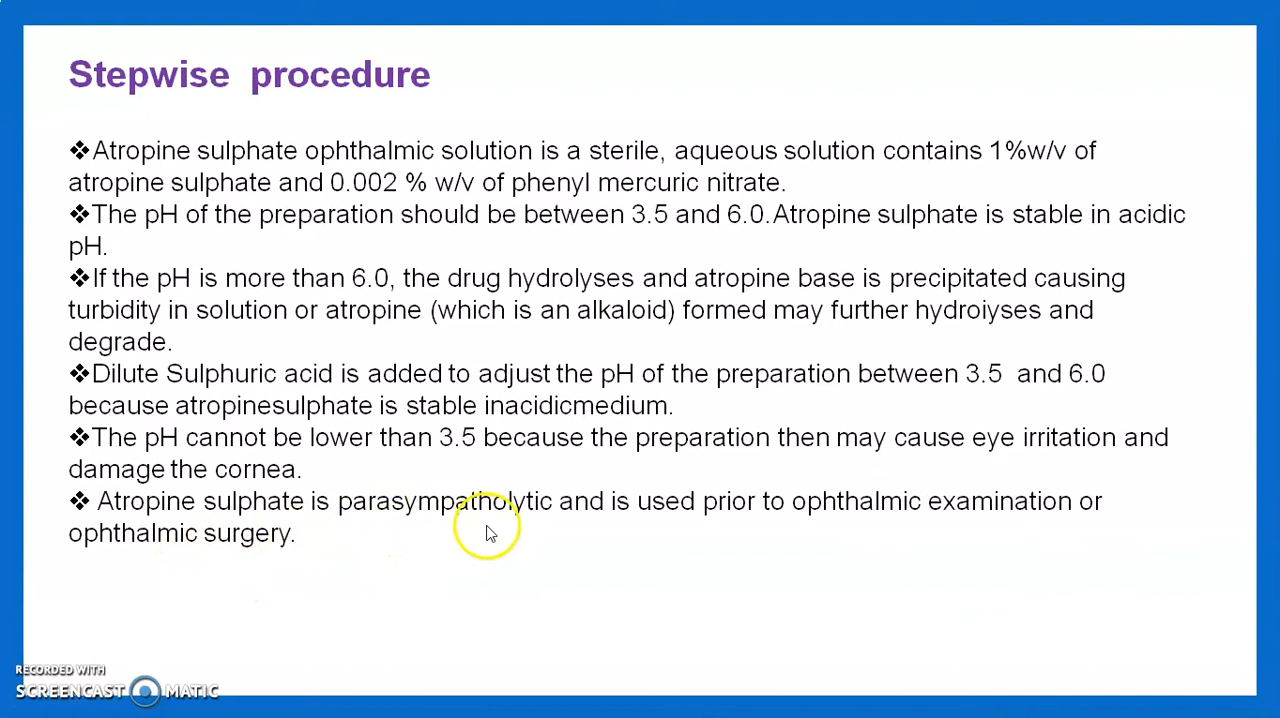 Stepwise procedure
❖Atropine sulphate ophthalmic solution is a sterile, aqueous solution contains 1%w/v of
atropine sulphate and 0.002 % w/v of phenyl mercuric nitrate.
❖The pH of the preparation should be between 3.5 and 6.0.Atropine sulphate is stable in acidic
pH.
❖If the pH is more than 6.0, the drug hydrolyses and atropine base is precipitated causing
turbidity in solution or atropine (which is an alkaloid) formed may further hydroiyses and
degrade.
❖Dilute Sulphuric acid is added to adjust the pH of the preparation between 3.5 and 6.0
because atropinesulphate is stable inacidicmedium.
❖The pH cannot be lower than 3.5 because the preparation then may cause eye irritation and
damage the cornea.
❖ Atropine sulphate is parasympatholytic and is used prior to ophthalmic examination or
ophthalmic surgery.
RECORDED WITH
SCREENCAST MATIC